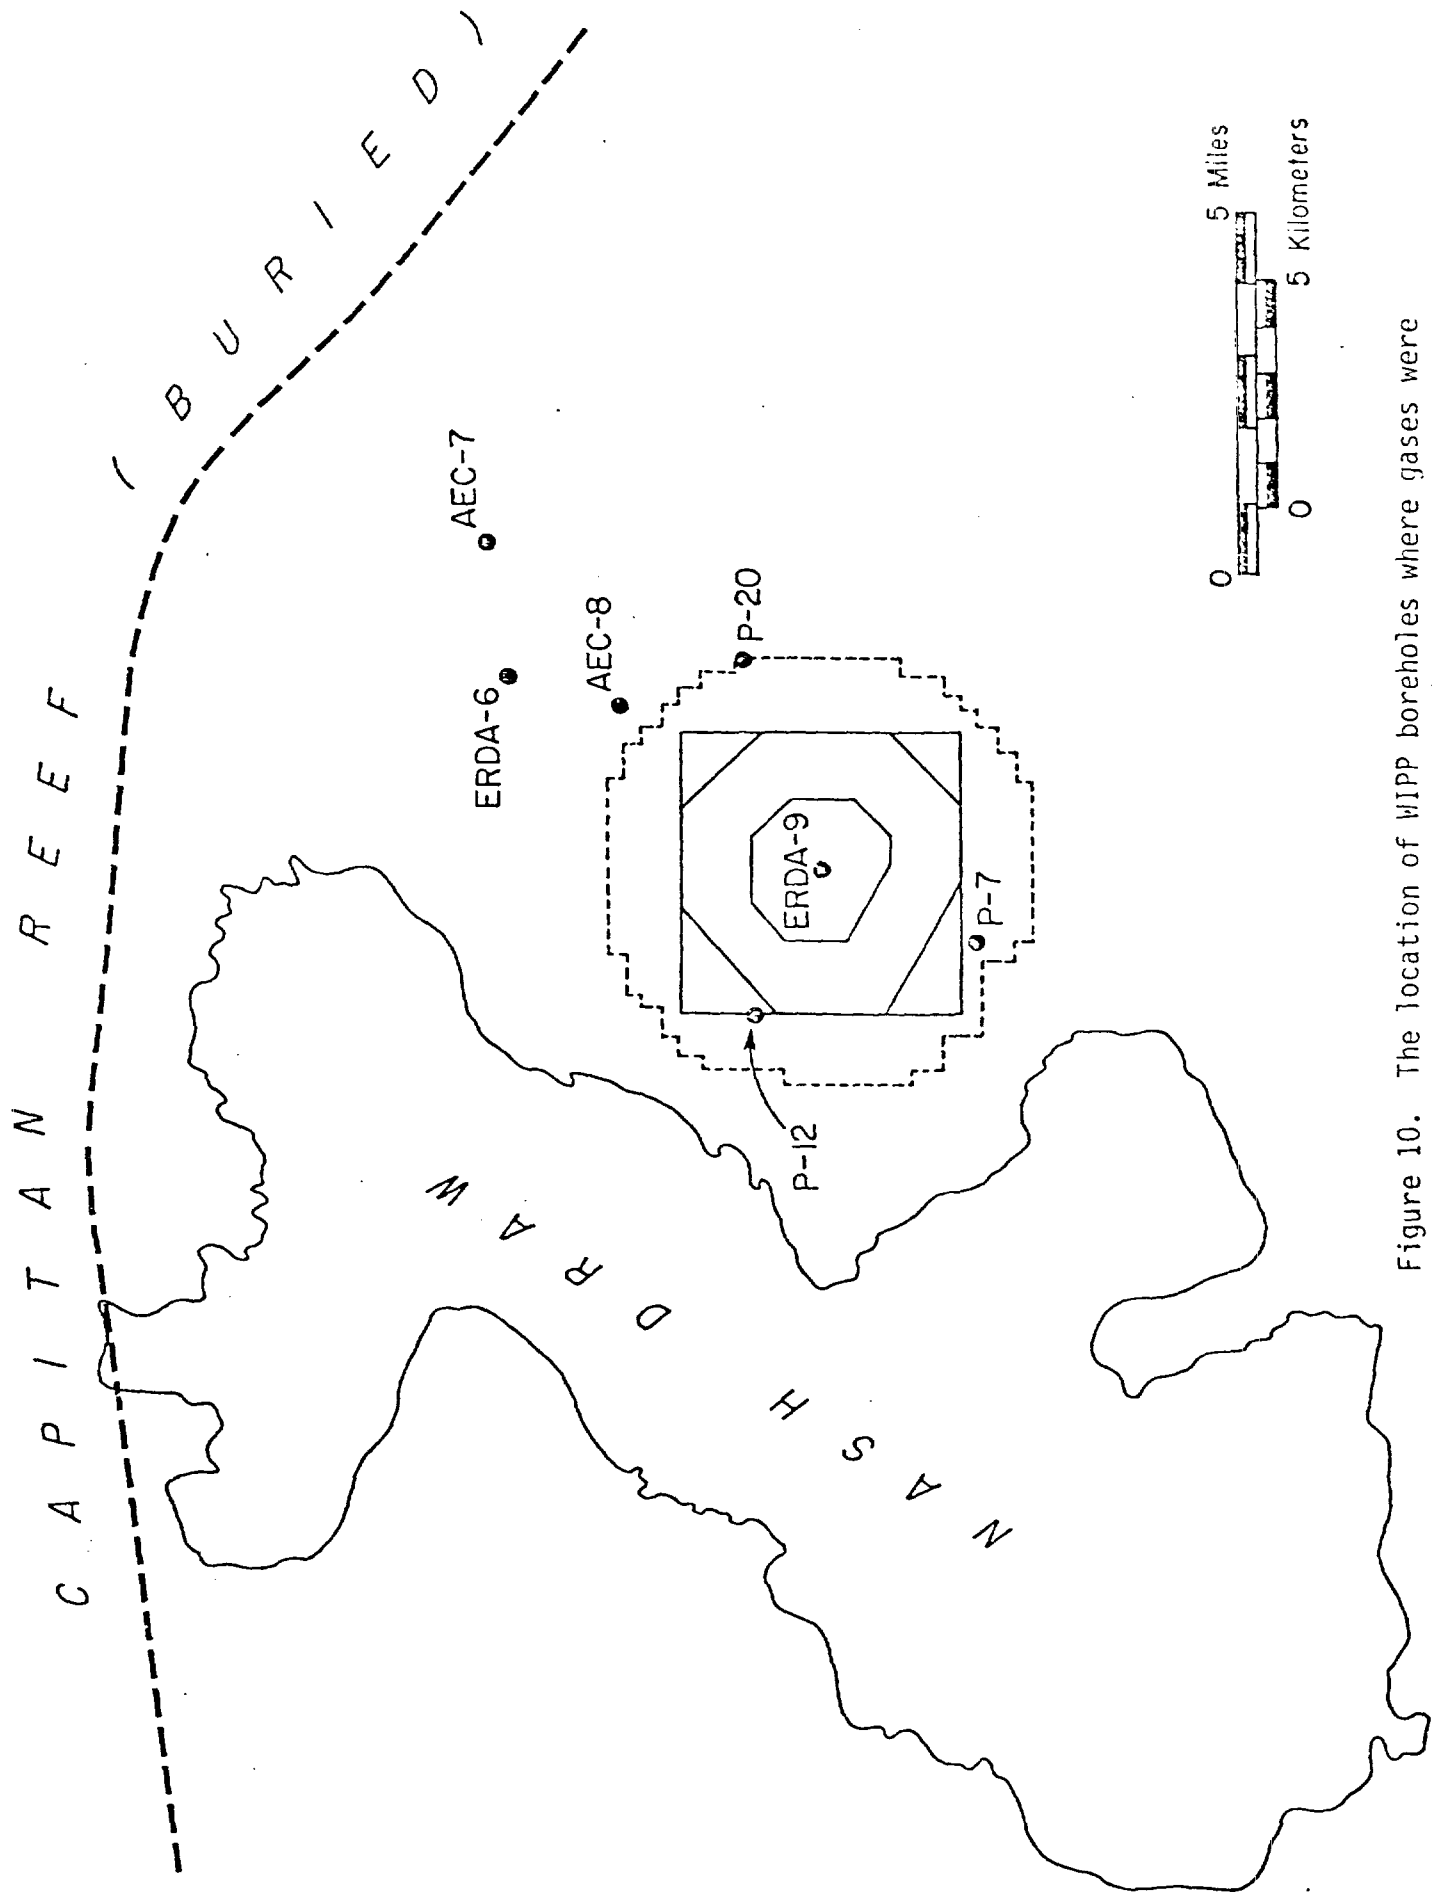 CAPITAN REEF
( BURIED )
AEC-7
ERDA-6
AEC-8
P-20
ERDA-9
P-7
P-12
NASH DRAW
0 5 Miles
0 5 Kilometers
Figure 10. The location of WIPP boreholes where gases were